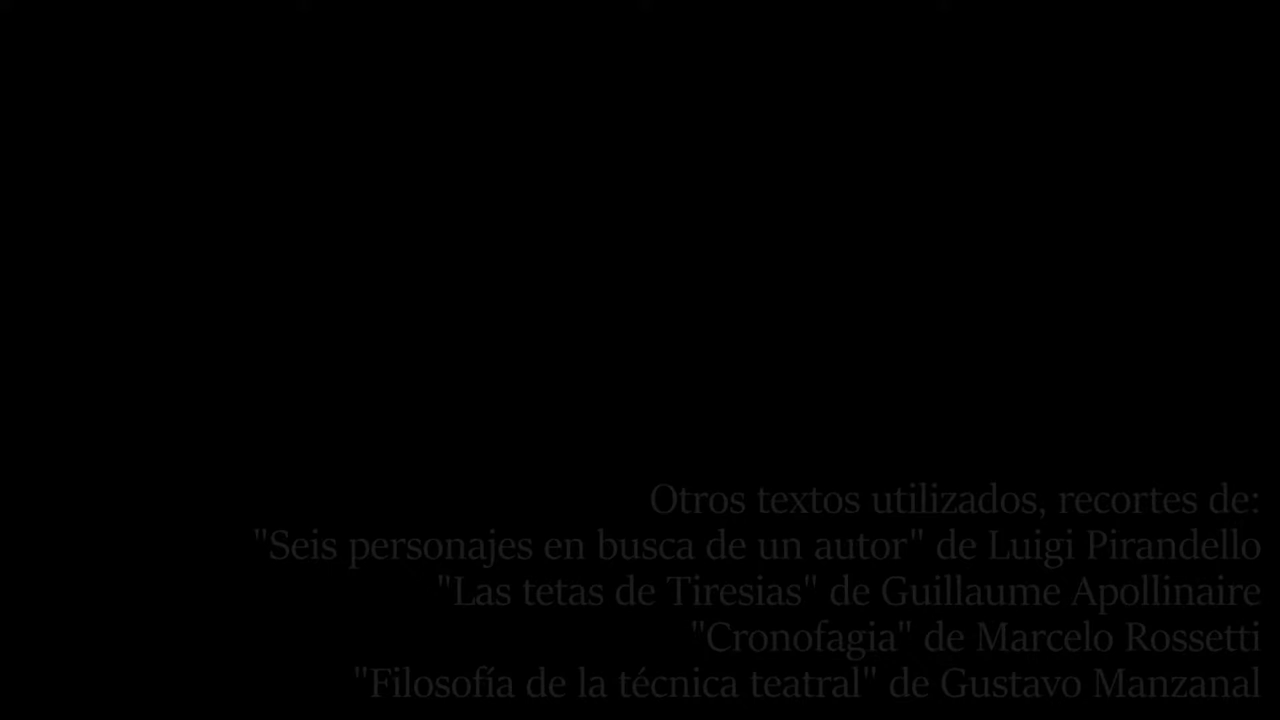 Otros textos utilizados, recortes de:
"Seis personajes en busca de un autor" de Luigi Pirandello
"Las tetas de Tiresias" de Guillaume Apollinaire
"Cronofagia" de Marcelo Rossetti
"Filosofía de la técnica teatral" de Gustavo Manzanal